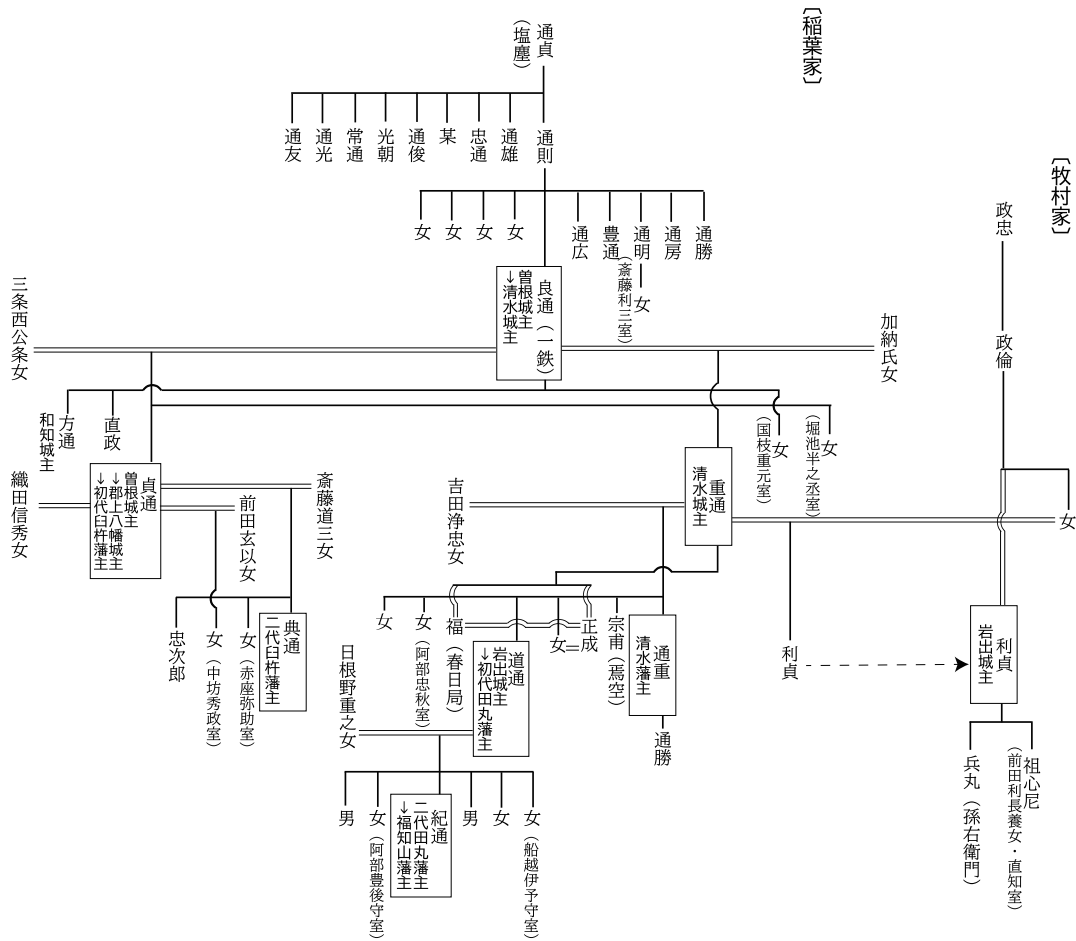 〔稲葉家〕
通貞
（塩塵）
通則
通雄
忠通
某
通俊
光朝
常通
通光
通友
通勝
通房
通明
豊通
通広
女
女
女
女
女
（斎藤利三室）
良通（一鉄）
曽根城主
↓清水城主
加納氏女
三条西公条女
女
（堀池半之丞室）
女
（国枝重元室）
直政
方通
和知城主
重通
清水城主
吉田浄忠女
貞通
曽根城主
↓郡上八幡城主
↓初代臼杵藩主
斎藤道三女
前田玄以女
織田信秀女
典通
二代臼杵藩主
女（赤座弥助室）
女（中坊秀政室）
忠次郎
利貞
通重
清水藩主
通勝
宗甫（焉空）
正成
女
道通
岩出城主
↓初代田丸藩主
福（春日局）
女（阿部忠秋室）
女
日根野重之女
女（船越伊予守室）
女
男
紀通
二代田丸藩主
↓福知山藩主
女（阿部豊後守室）
男
〔牧村家〕
政忠
政倫
女
利貞
岩出城主
祖心尼
（前田利長養女・直知室）
兵丸（孫右衛門）